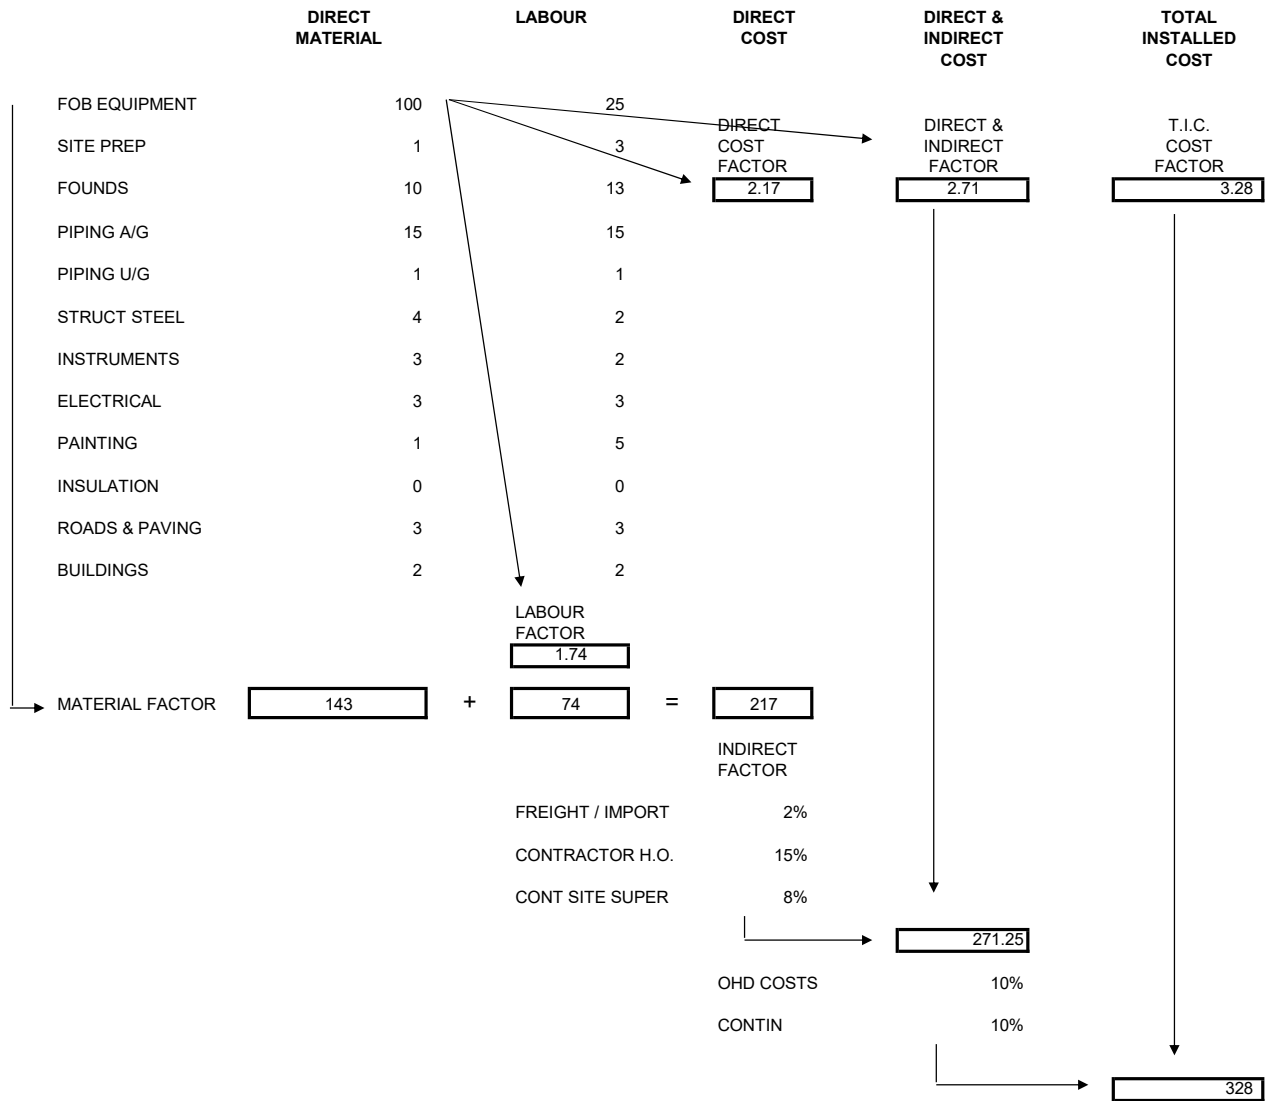 DIRECT MATERIAL LABOUR DIRECT COST DIRECT & INDIRECT COST TOTAL INSTALLED COST
FOB EQUIPMENT 100 25
DIRECT COST FACTOR DIRECT & INDIRECT FACTOR T.I.C. COST FACTOR
SITE PREP 1 3
FOUNDS 10 13 2.17 2.71 3.28
PIPING A/G 15 15
PIPING U/G 1 1
STRUCT STEEL 4 2
INSTRUMENTS 3 2
ELECTRICAL 3 3
PAINTING 1 5
INSULATION 0 0
ROADS & PAVING 3 3
BUILDINGS 2 2
LABOUR
FACTOR
1.74
MATERIAL FACTOR 143 + 74 = 217
INDIRECT
FACTOR
FREIGHT / IMPORT 2%
CONTRACTOR H.O. 15%
CONT SITE SUPER 8%
271.25
OHD COSTS 10%
CONTIN 10%
328